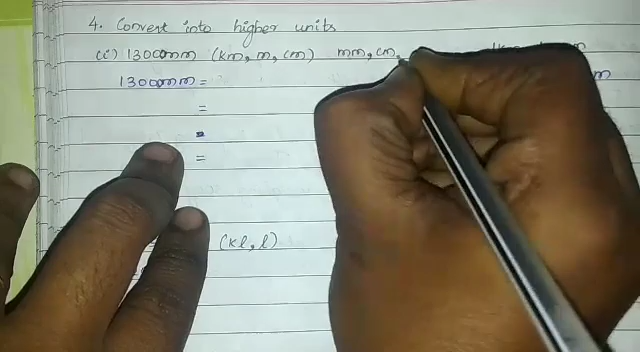 4. Convert into higher units
(i) 1300mm (km, m, cm) mm, cm,
1300mm =
=
=
=
(kl, l)